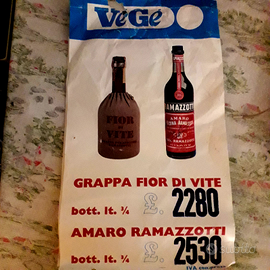 VéGé
FIOR
di
VITE
RAMAZZOTTI
AMARO
GRAPPA FIOR DI VITE
bott. lt. ¾ £. 2280
AMARO RAMAZZOTTI
bott. lt. ¾ £. 2530
IVA compresa